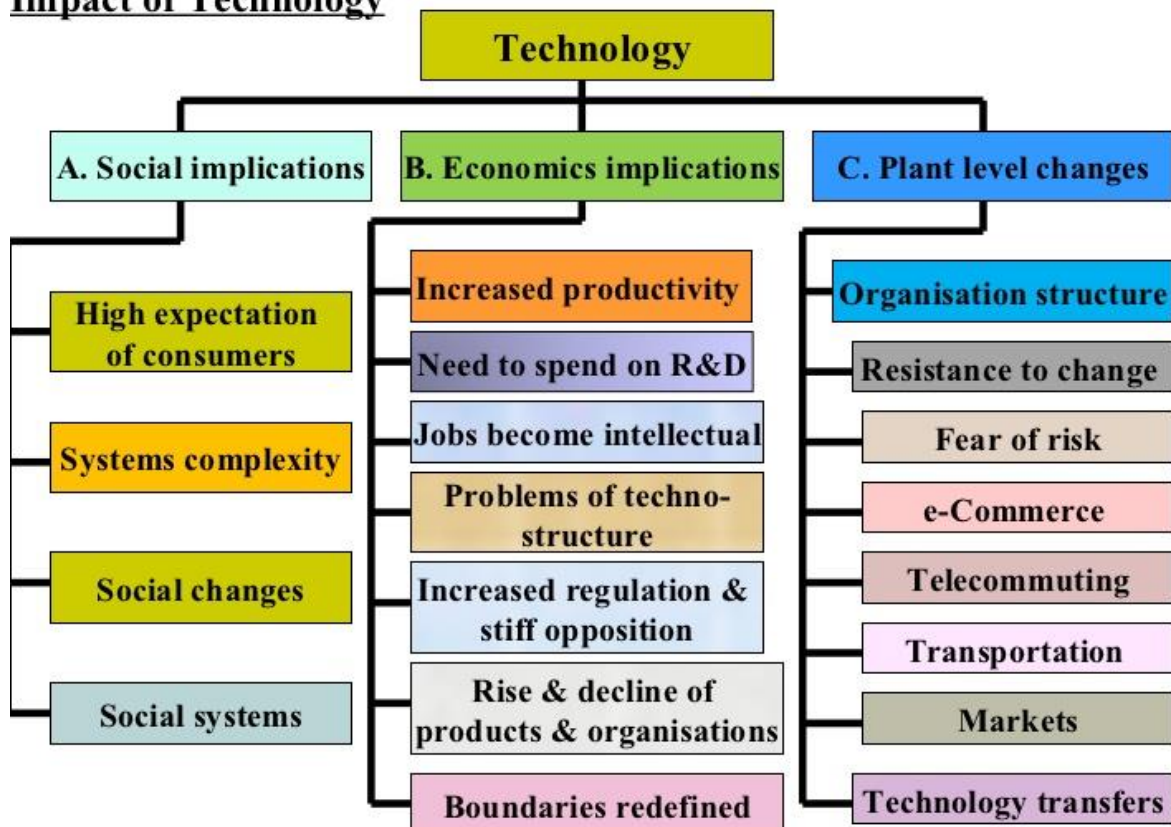 Impact of Technology
Technology
A. Social implications
B. Economics implications
C. Plant level changes
High expectation
of consumers
Systems complexity
Social changes
Social systems
Increased productivity
Need to spend on R&D
Jobs become intellectual
Problems of techno-
structure
Increased regulation &
stiff opposition
Rise & decline of
products & organisations
Boundaries redefined
Organisation structure
Resistance to change
Fear of risk
e-Commerce
Telecommuting
Transportation
Markets
Technology transfers